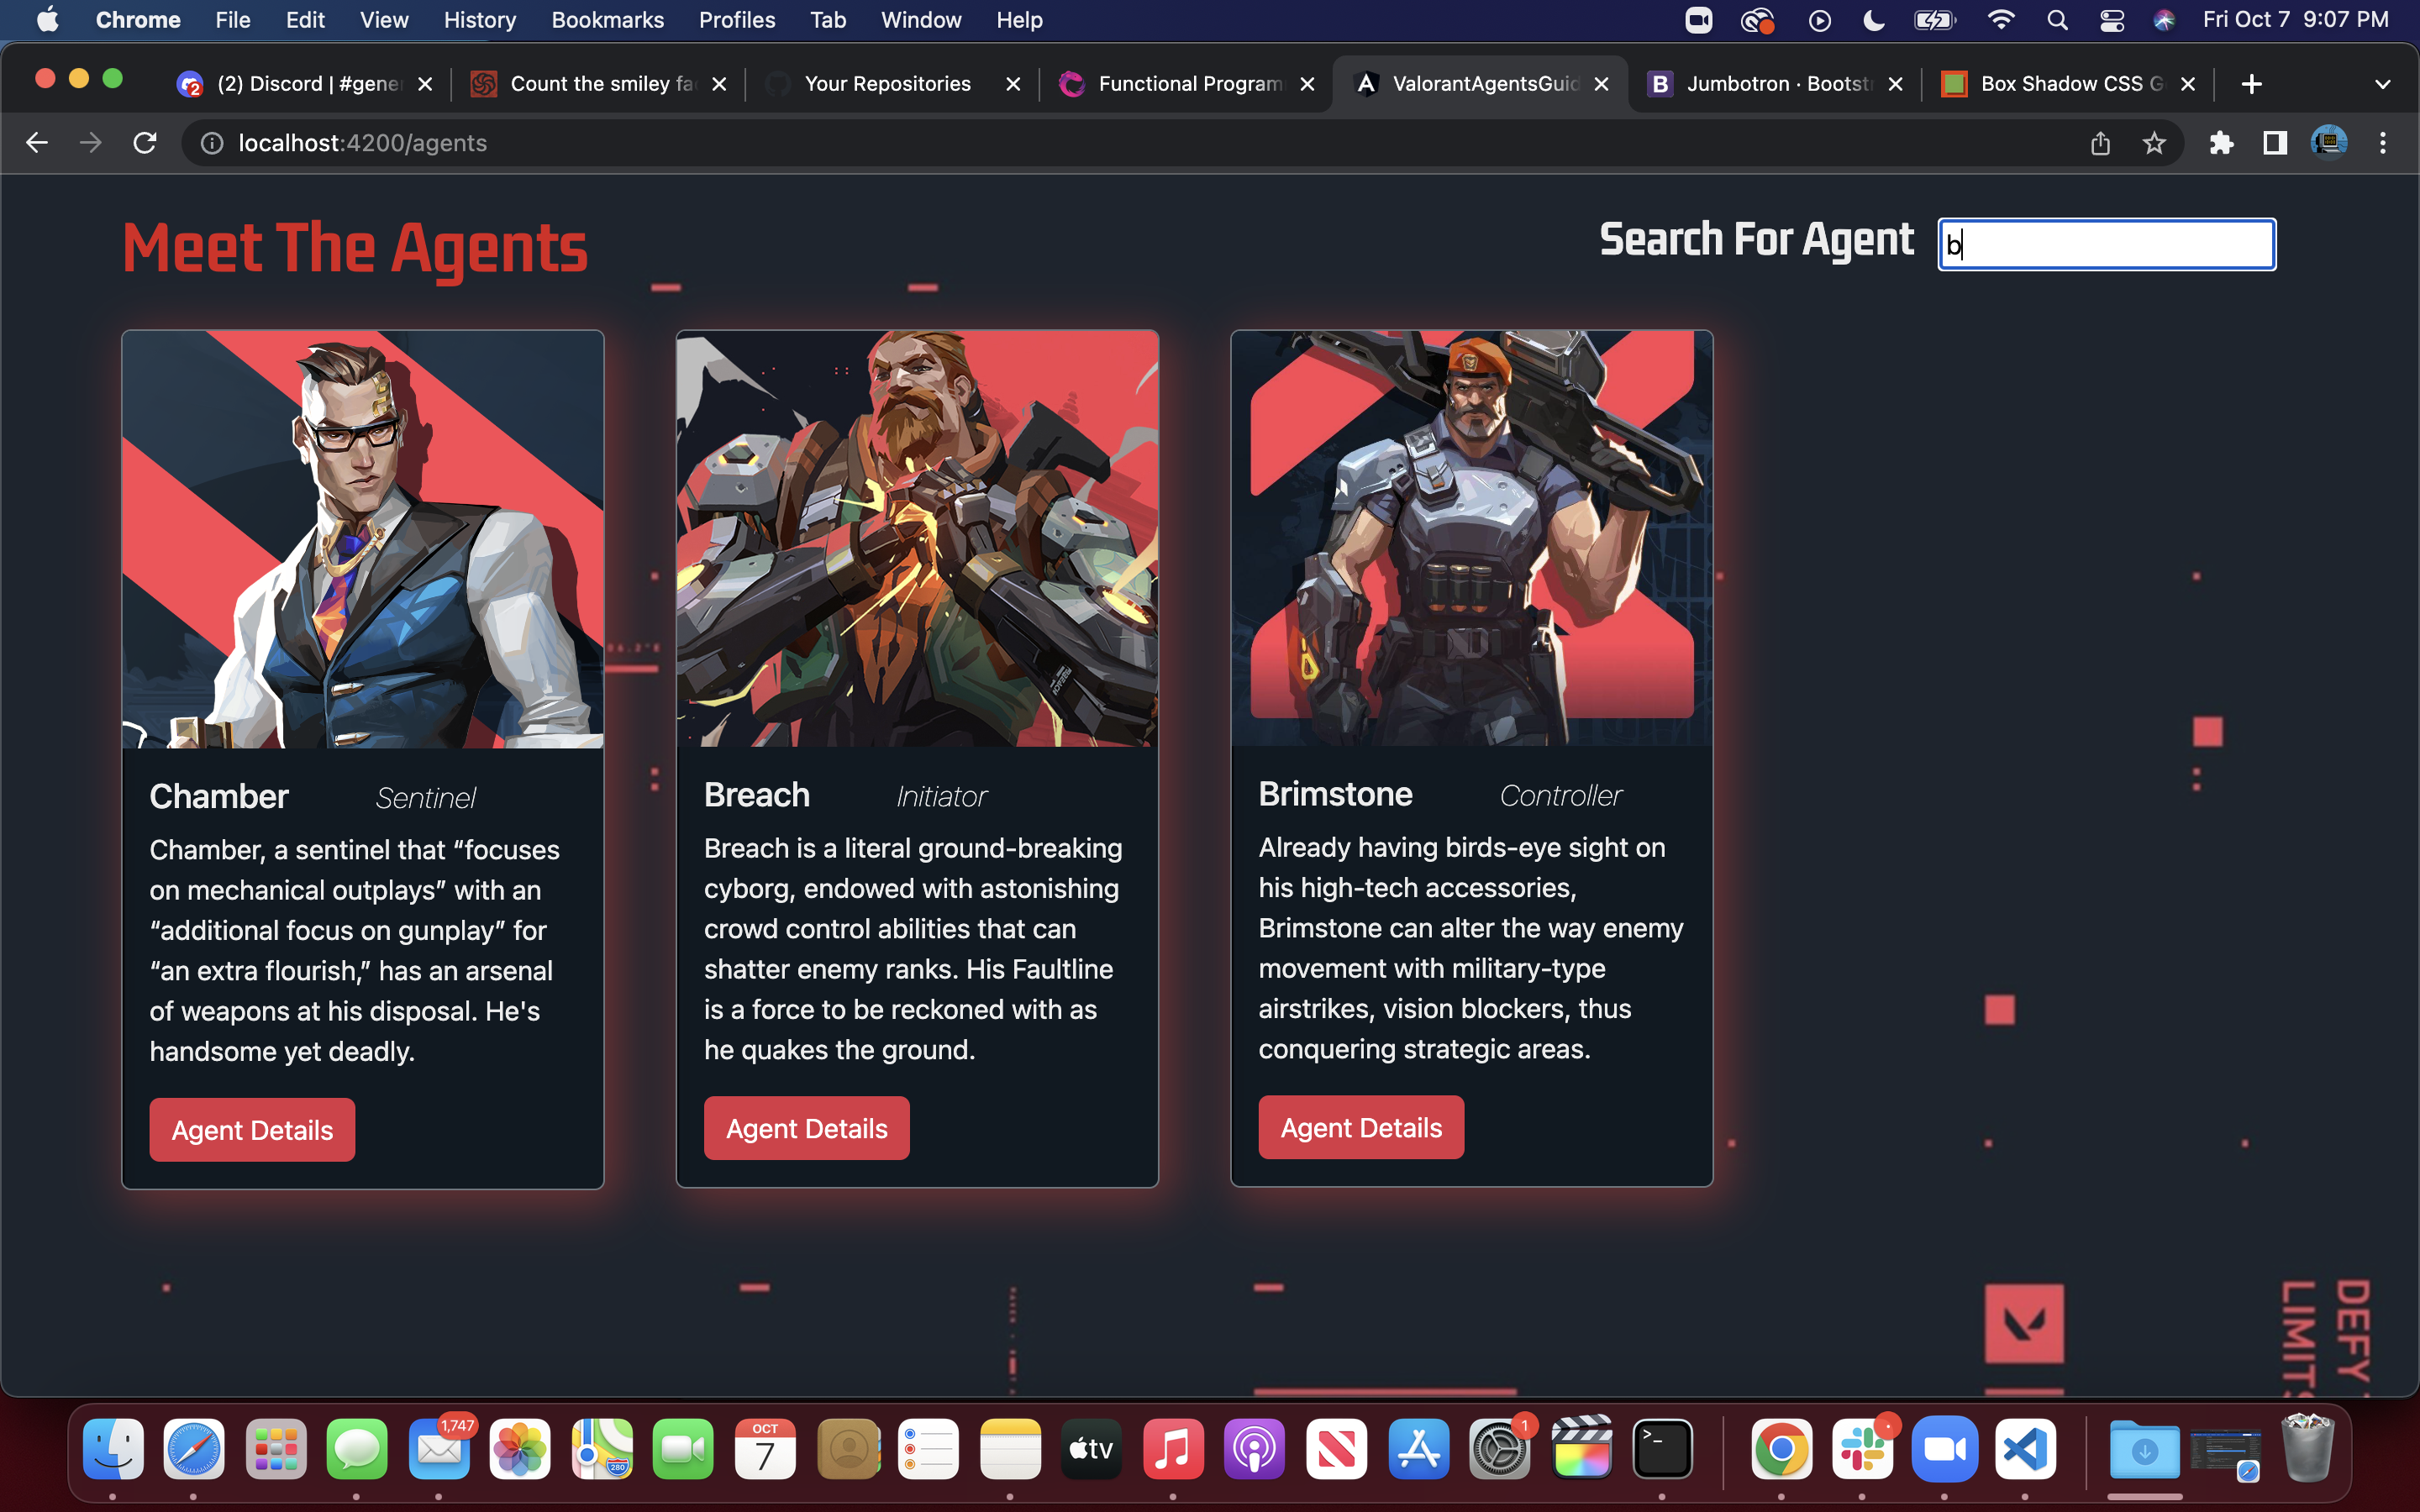 Chrome File Edit View History Bookmarks Profiles Tab Window Help Fri Oct 7 9:07 PM
2 (2) Discord | #gener Count the smiley fa Your Repositories Functional Program ValorantAgentsGuid B Jumbotron · Bootst Box Shadow CSS G
localhost:4200/agents
Meet The Agents
Search For Agent b
Chamber Sentinel
Chamber, a sentinel that “focuses
on mechanical outplays” with an
“additional focus on gunplay” for
“an extra flourish,” has an arsenal
of weapons at his disposal. He's
handsome yet deadly.
Agent Details
Breach Initiator
Breach is a literal ground-breaking
cyborg, endowed with astonishing
crowd control abilities that can
shatter enemy ranks. His Faultline
is a force to be reckoned with as
he quakes the ground.
Agent Details
Brimstone Controller
Already having birds-eye sight on
his high-tech accessories,
Brimstone can alter the way enemy
movement with military-type
airstrikes, vision blockers, thus
conquering strategic areas.
Agent Details
DEFY
LIMITS
1,747
OCT
7
280
tv
1
>_